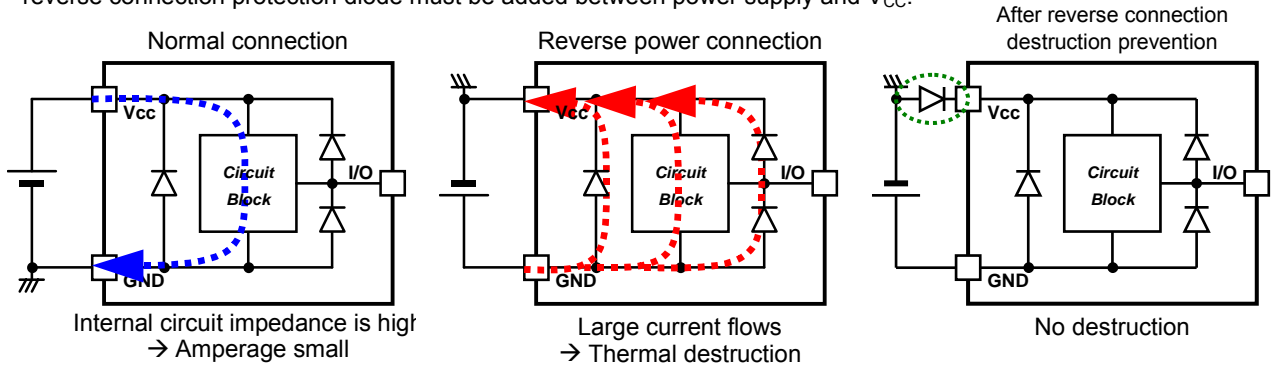 reverse connection protection diode must be added between power supply and VCC.
Normal connection
Reverse power connection
After reverse connection
destruction prevention
Vcc
Circuit
Block
I/O
GND
Vcc
Circuit
Block
I/O
GND
Vcc
Circuit
Block
I/O
GND
Internal circuit impedance is high
→ Amperage small
Large current flows
→ Thermal destruction
No destruction